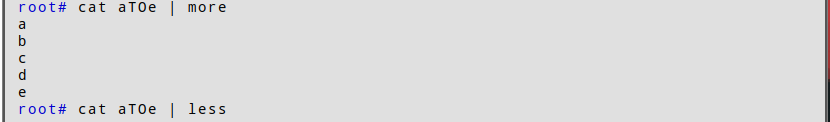 root# cat aTOe | more
a
b
c
d
e
root# cat aTOe | less